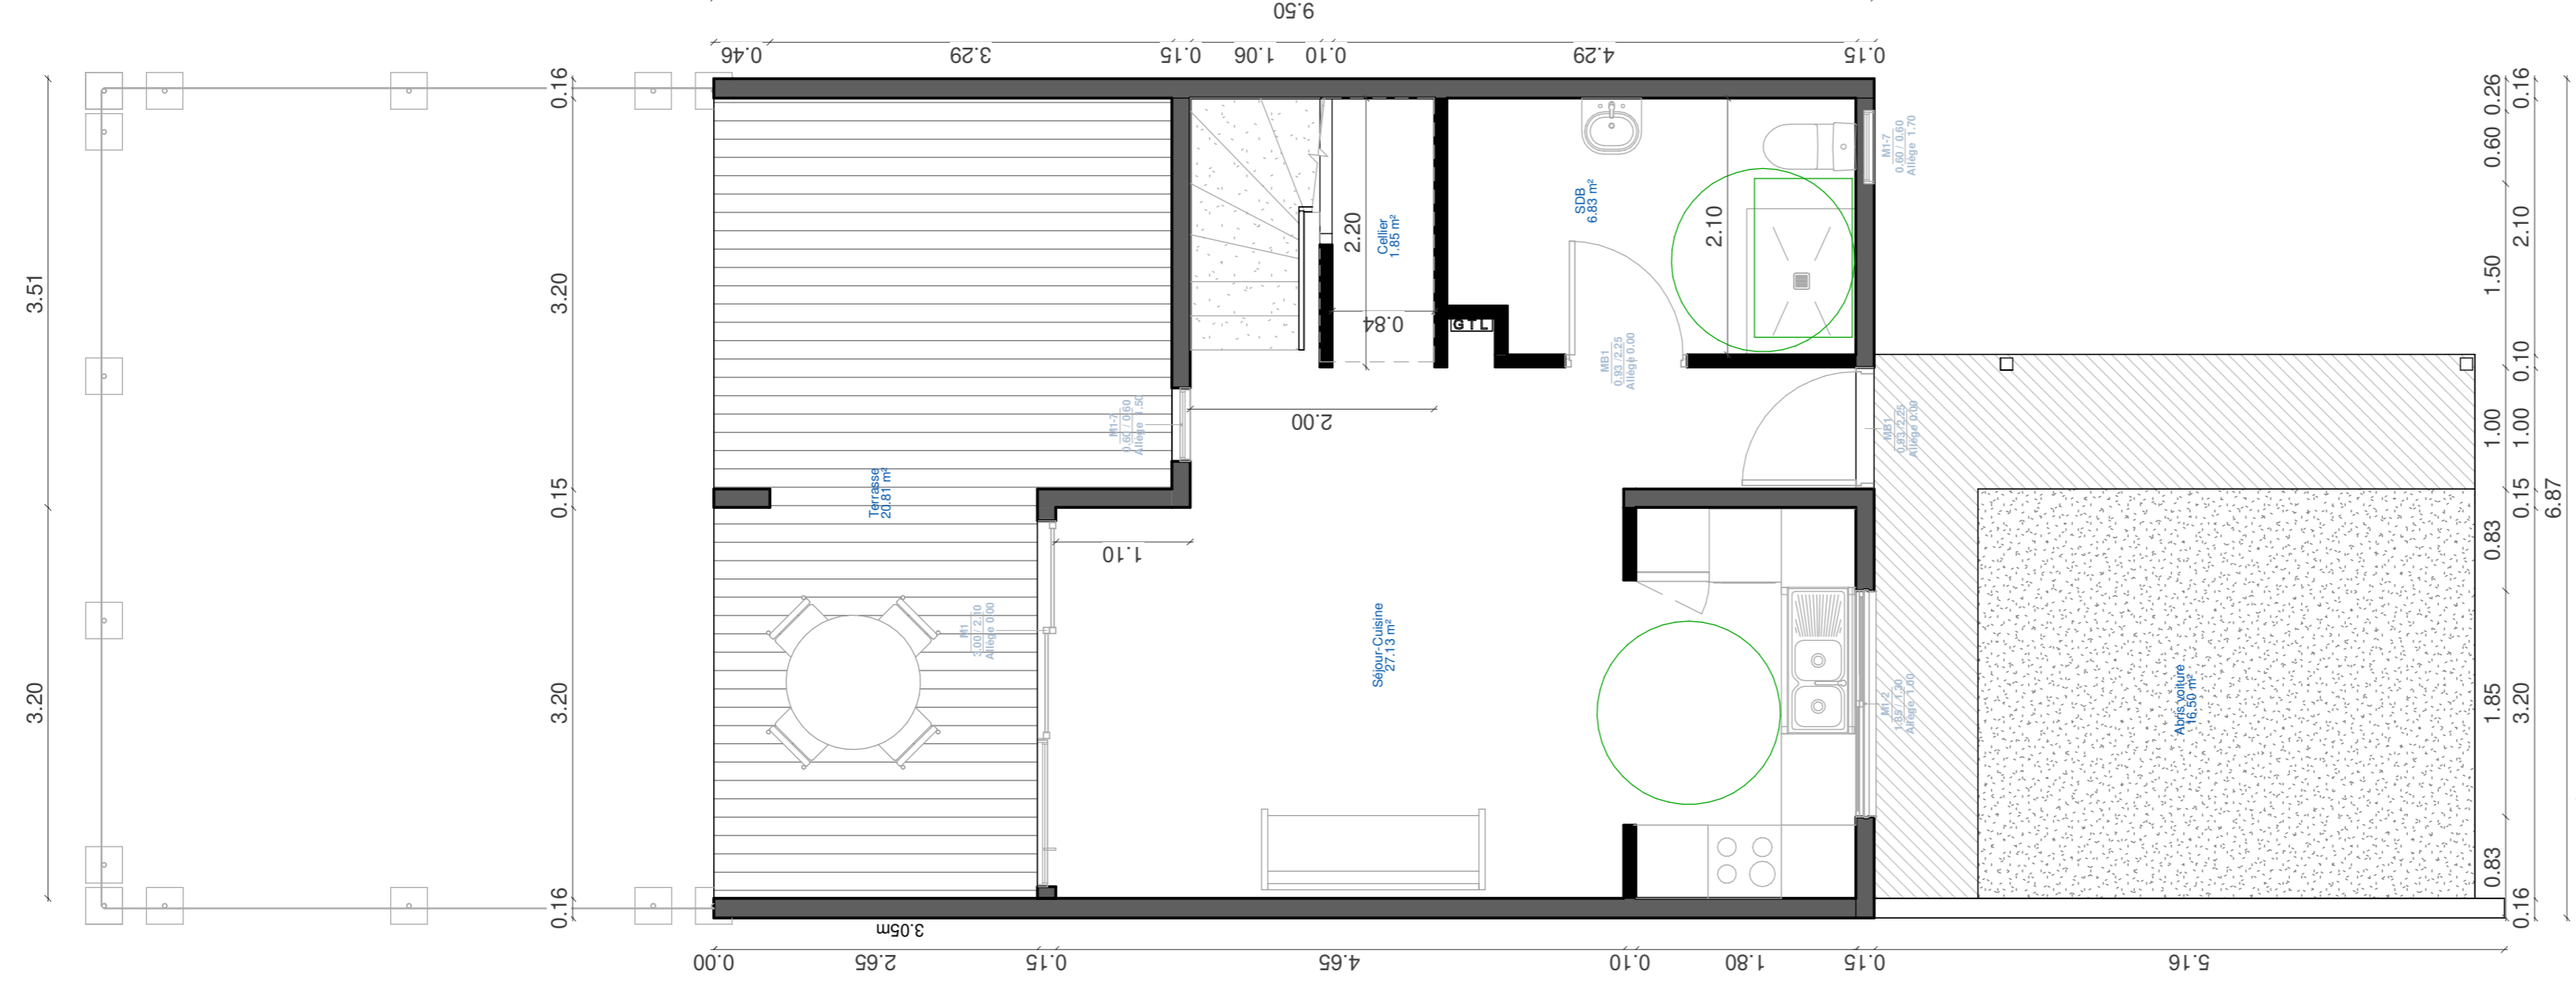 9.50
0.46
3.29
0.15
1.06
0.10
4.29
0.15
3.51
3.20
0.16
3.20
0.15
3.20
0.16
Terrasse
20.81 m²
M1-7
0.60 / 0.60
Allège 1.50
M1
3.00 / 2.10
Allège 0.00
1.10
2.00
2.20
Cellier
1.85 m²
0.84
GTL
SDB
6.83 m²
2.10
MB1
0.93 /2.25
Allège 0.00
M1-7
0.60 / 0.60
Allège 1.70
MB1
0.93 /2.25
Allège 0.00
Séjour-Cuisine
27.13 m²
M1-2
1.85 / 1.30
Allège 1.00
Abris voiture
16.50 m²
0.26
0.60
1.50
1.00
0.83
1.85
0.83
0.16
2.10
0.10
1.00
0.15
3.20
0.16
6.87
3.05m
0.00
2.65
0.15
4.65
0.10
1.80
0.15
5.16